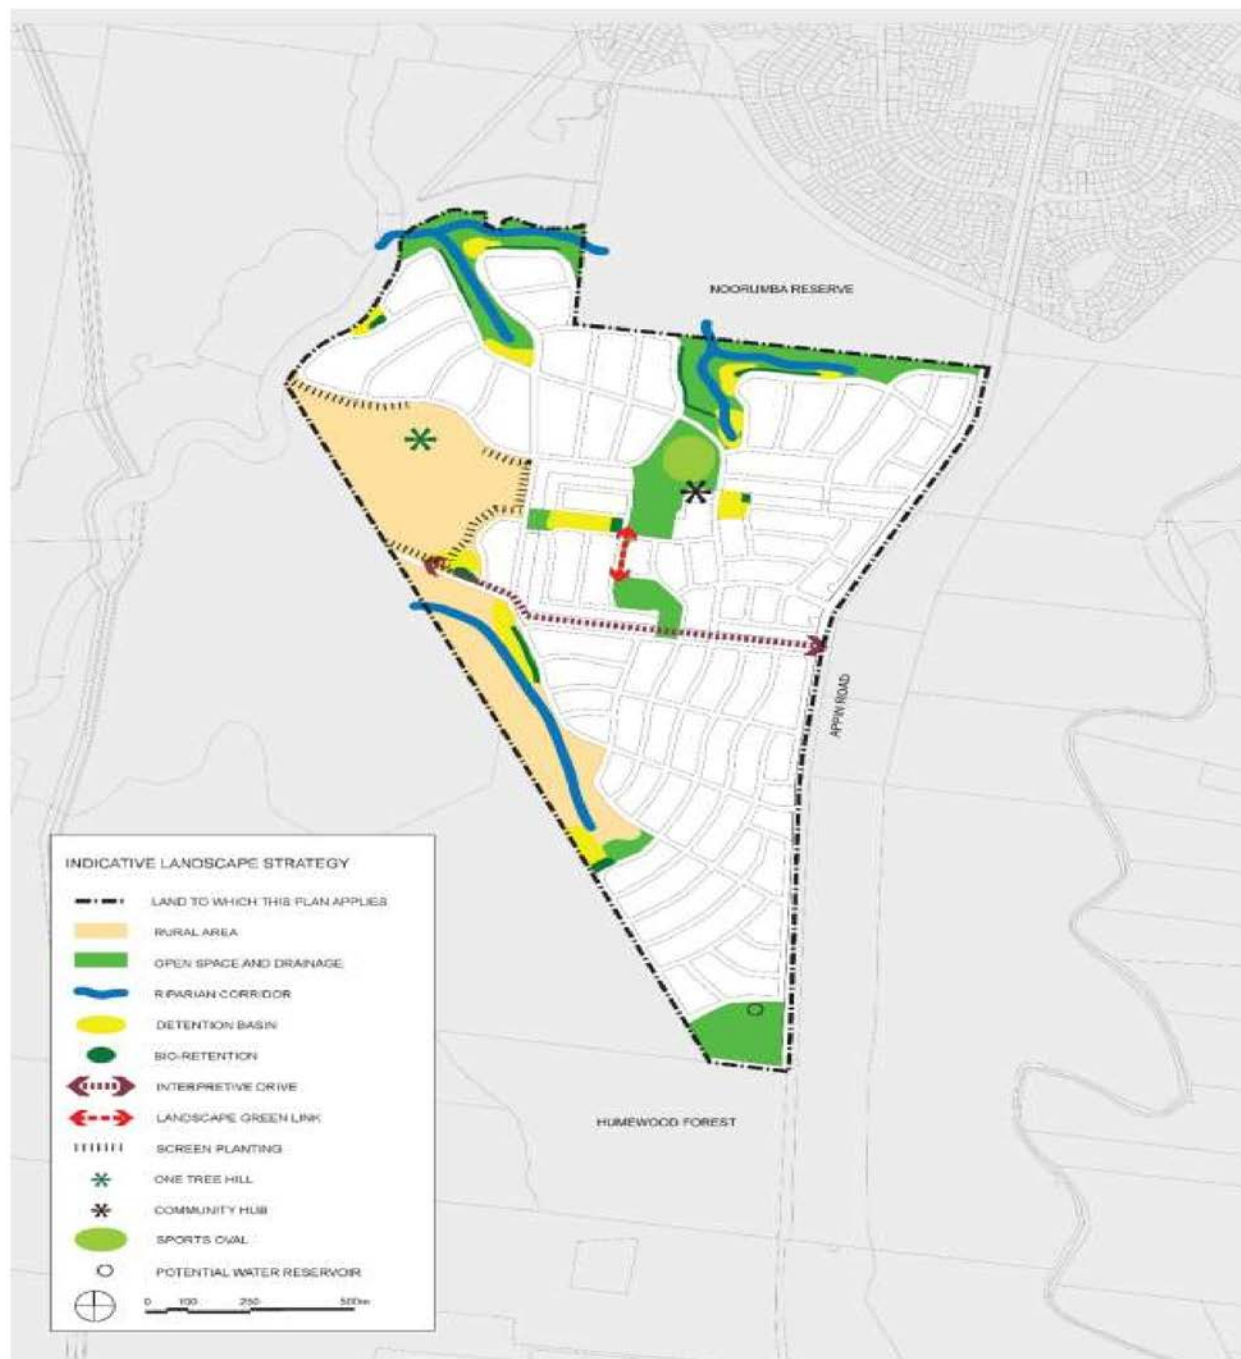 NOORUMBA RESERVE
APPIN ROAD
INDICATIVE LANDSCAPE STRATEGY
LAND TO WHICH THIS PLAN APPLIES
RURAL AREA
OPEN SPACE AND DRAINAGE
RIPARIAN CORRIDOR
DETENTION BASIN
BIO-RETENTION
INTERPRETIVE DRIVE
LANDSCAPE GREEN LINK
SCREEN PLANTING
ONE TREE HILL
COMMUNITY HUB
SPORTS OVAL
POTENTIAL WATER RESERVOIR
0 100 250 500m
HUMEWOOD FOREST